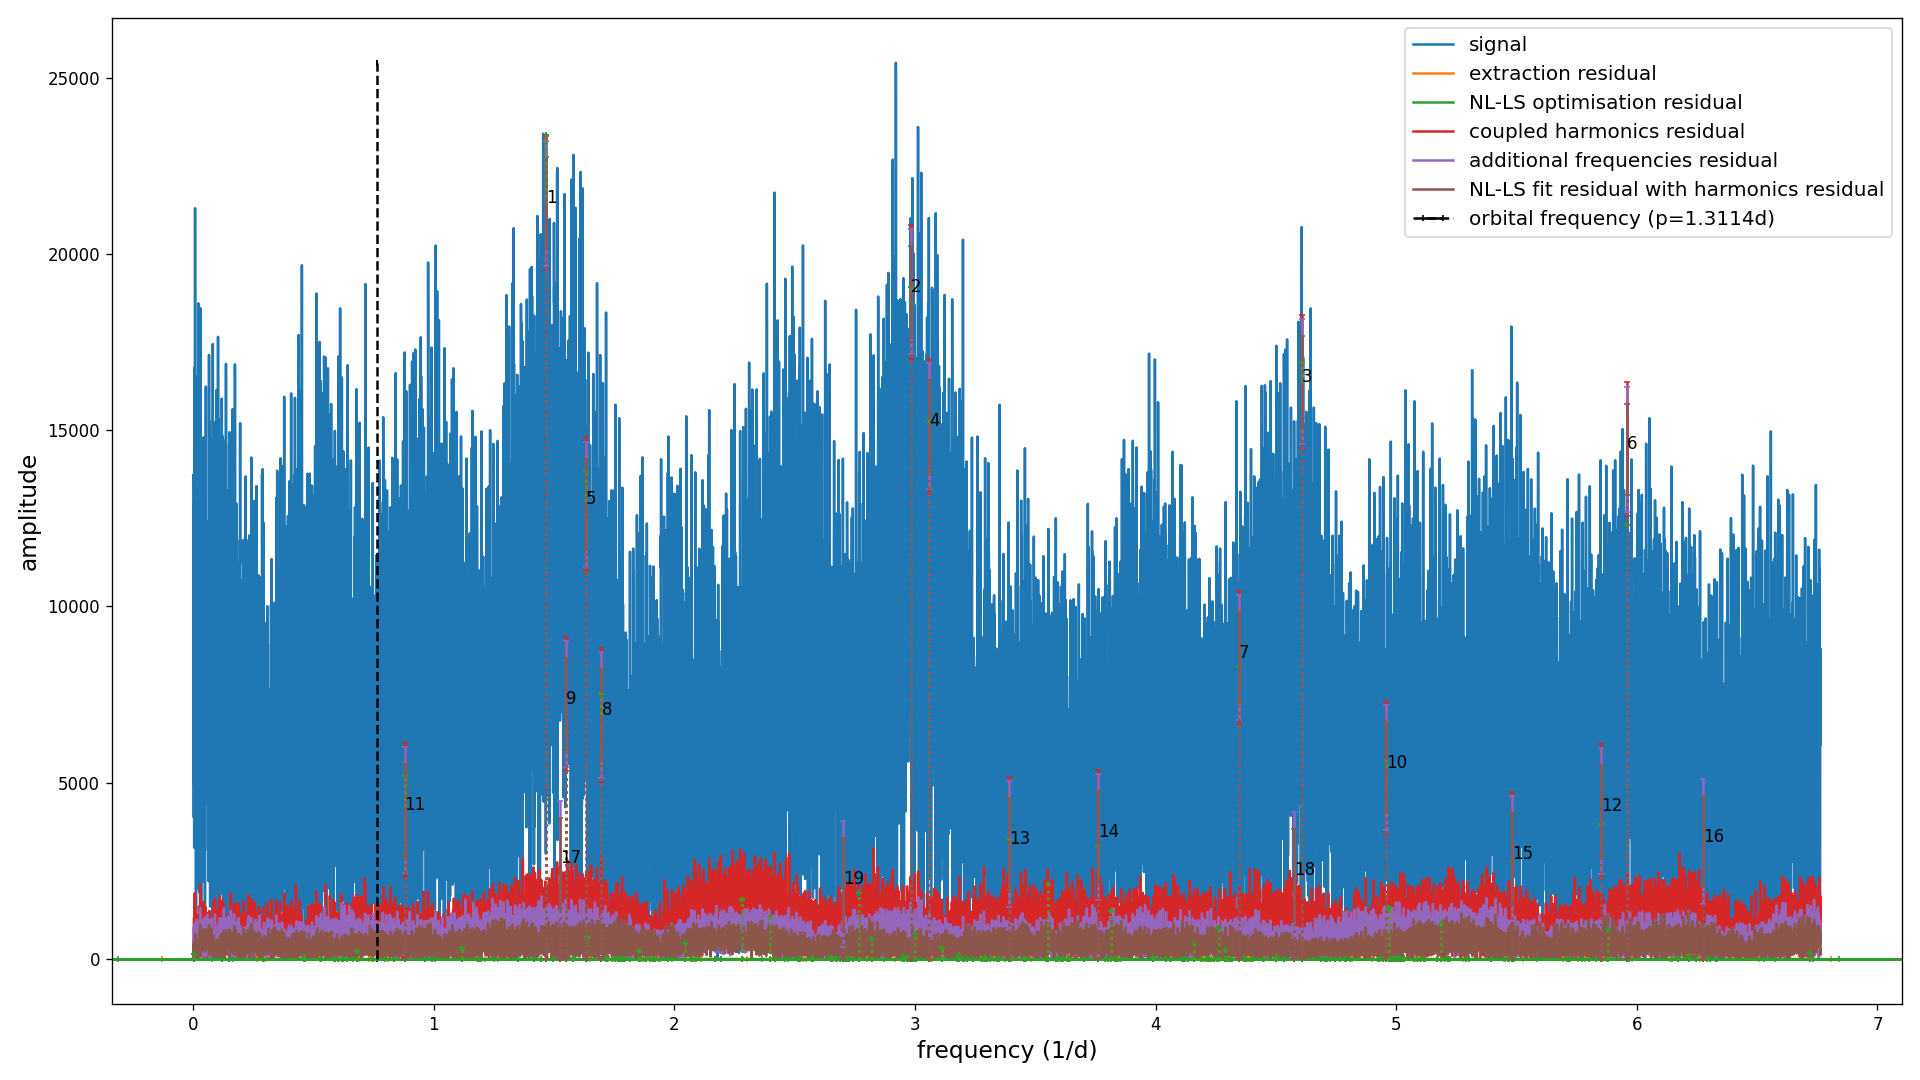 signal
extraction residual
NL-LS optimisation residual
coupled harmonics residual
additional frequencies residual
NL-LS fit residual with harmonics residual
orbital frequency (p=1.3114d)
amplitude
25000
20000
15000
10000
5000
0
1
2
3
4
5
6
7
8
9
10
11
12
13
14
15
16
17
18
19
0 1 2 3 4 5 6 7
frequency (1/d)